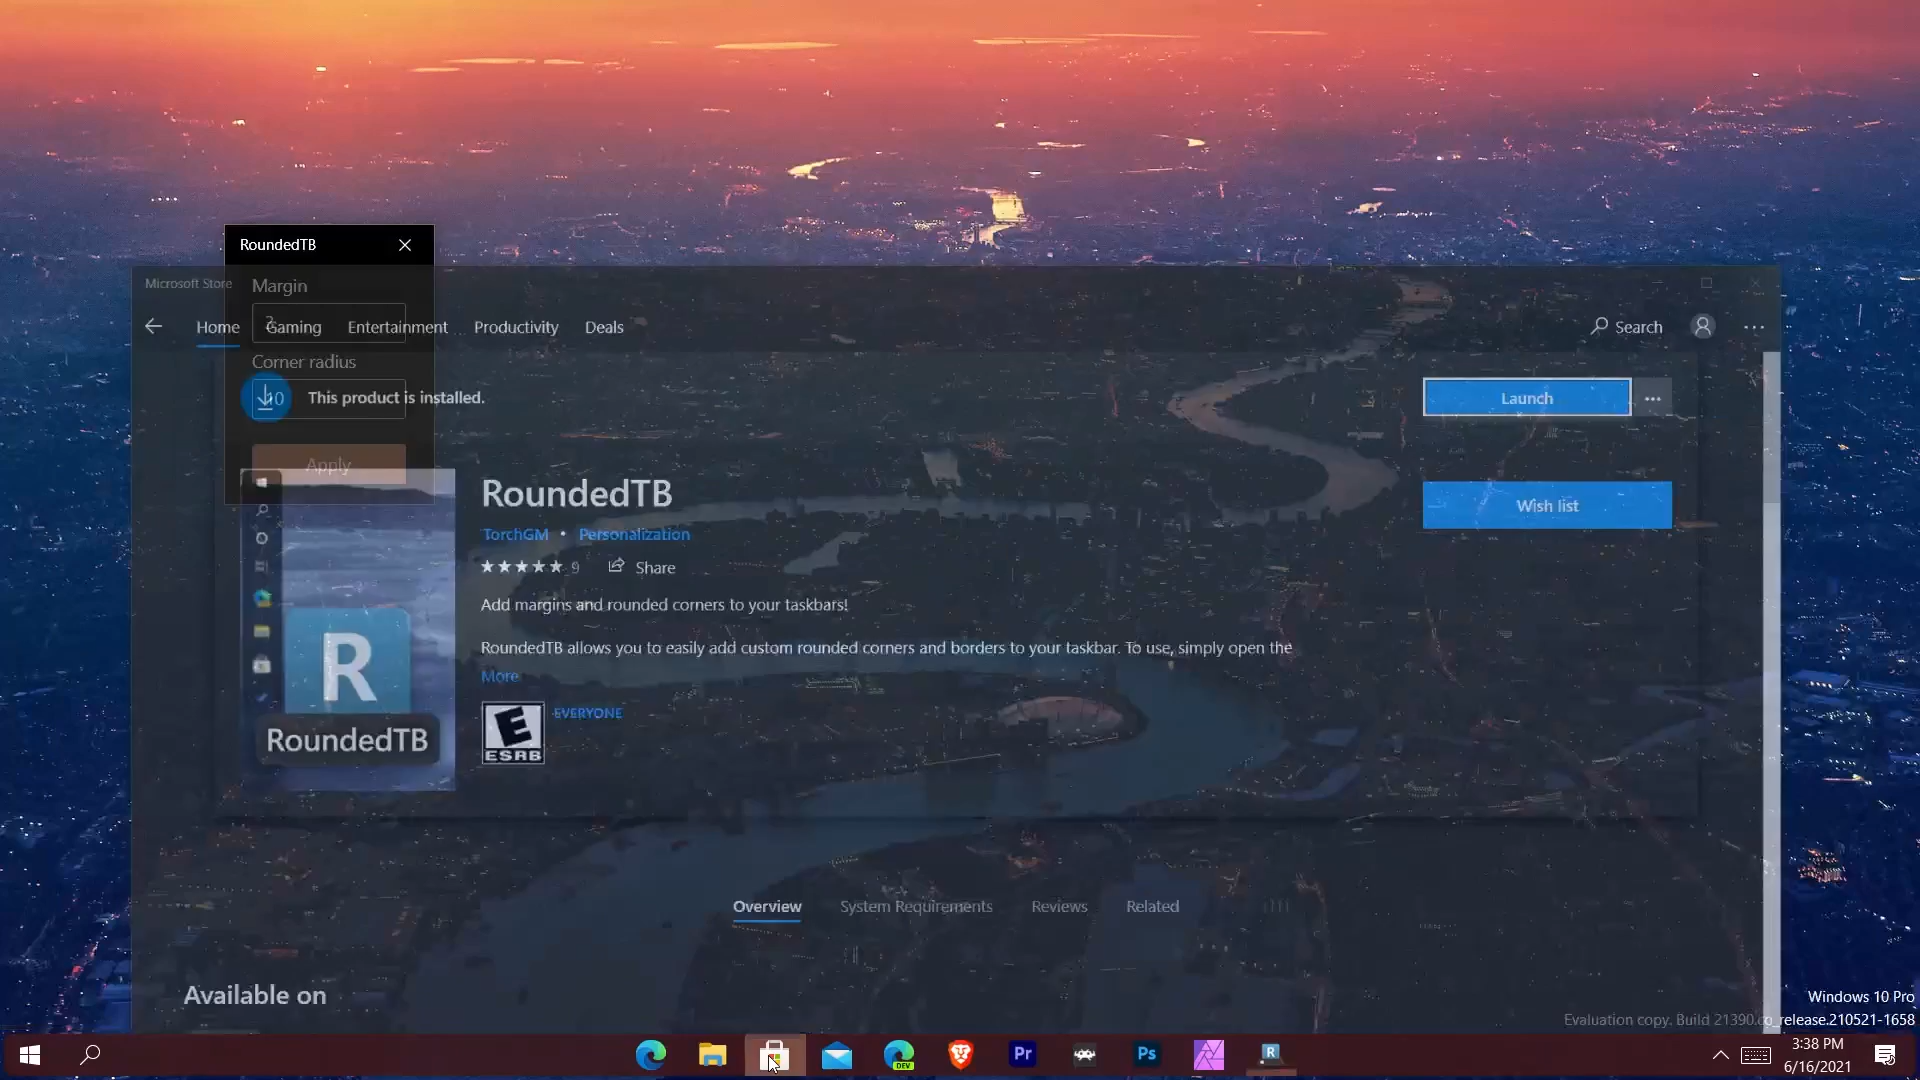 RoundedTB
Margin
Microsoft Store
Home Gaming Entertainment Productivity Deals
Search
Corner radius
10
This product is installed.
Launch
Apply
RoundedTB
Wish list
TorchGM • Personalization
9 Share
Add margins and rounded corners to your taskbars!
RoundedTB allows you to easily add custom rounded corners and borders to your taskbar. To use, simply open the
More
R
RoundedTB
E
ESRB
EVERYONE
Overview System Requirements Reviews Related
Available on
Windows 10 Pro
Evaluation copy. Build 21390.co_release.210521-1658
DEV
Pr
Ps
R
3:38 PM
6/16/2021